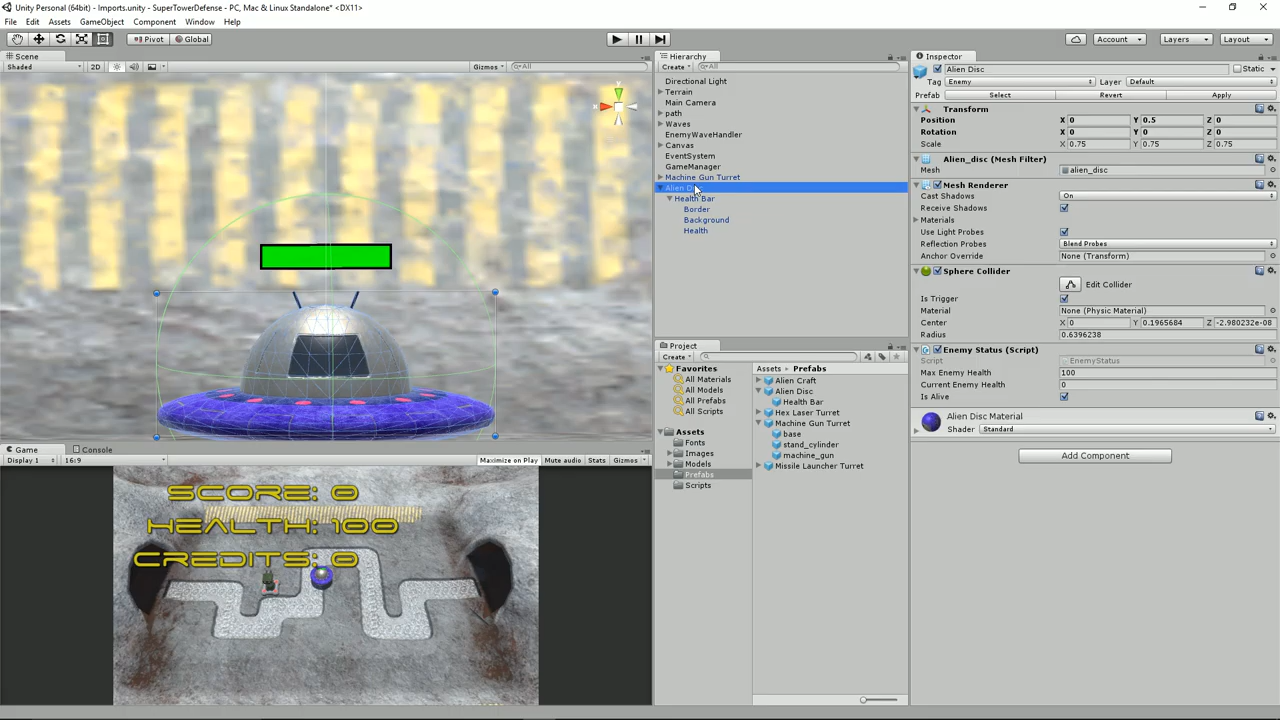 Unity Personal (64bit) - Imports.unity - SuperTowerDefense - PC, Mac & Linux Standalone* <DX11>
File Edit Assets GameObject Component Window Help
Pivot Global Account Layers Layout
Scene
Shaded 2D Gizmos All
SCORE: 0
HEALTH: 100
CREDITS: 0
Game Console
Display 1 16:9 Maximize on Play Mute audio Stats Gizmos
Hierarchy
Create All
Directional Light
Terrain
Main Camera
path
Waves
EnemyWaveHandler
Canvas
EventSystem
GameManager
Machine Gun Turret
Alien
Health Bar
Border
Background
Health
Project
Create
Favorites
All Materials
All Models
All Prefabs
All Scripts
Assets
Fonts
Images
Models
Prefabs
Scripts
Assets Prefabs
Alien Craft
Alien Disc
Health Bar
Hex Laser Turret
Machine Gun Turret
base
stand_cylinder
machine_gun
Missile Launcher Turret
Inspector
Alien Disc Static
Tag Enemy Layer Default
Prefab Select Revert Apply
Transform
Position X 0 Y 0.5 Z 0
Rotation X 0 Y 0 Z 0
Scale X 0.75 Y 0.75 Z 0.75
Alien_disc (Mesh Filter)
Mesh alien_disc
Mesh Renderer
Cast Shadows On
Receive Shadows
Materials
Use Light Probes
Reflection Probes Blend Probes
Anchor Override None (Transform)
Sphere Collider
Edit Collider
Is Trigger
Material None (Physic Material)
Center X 0 Y 0.1965684 Z -2.980232e-08
Radius 0.6396238
Enemy Status (Script)
Script EnemyStatus
Max Enemy Health 100
Current Enemy Health 0
Is Alive
Alien Disc Material
Shader Standard
Add Component